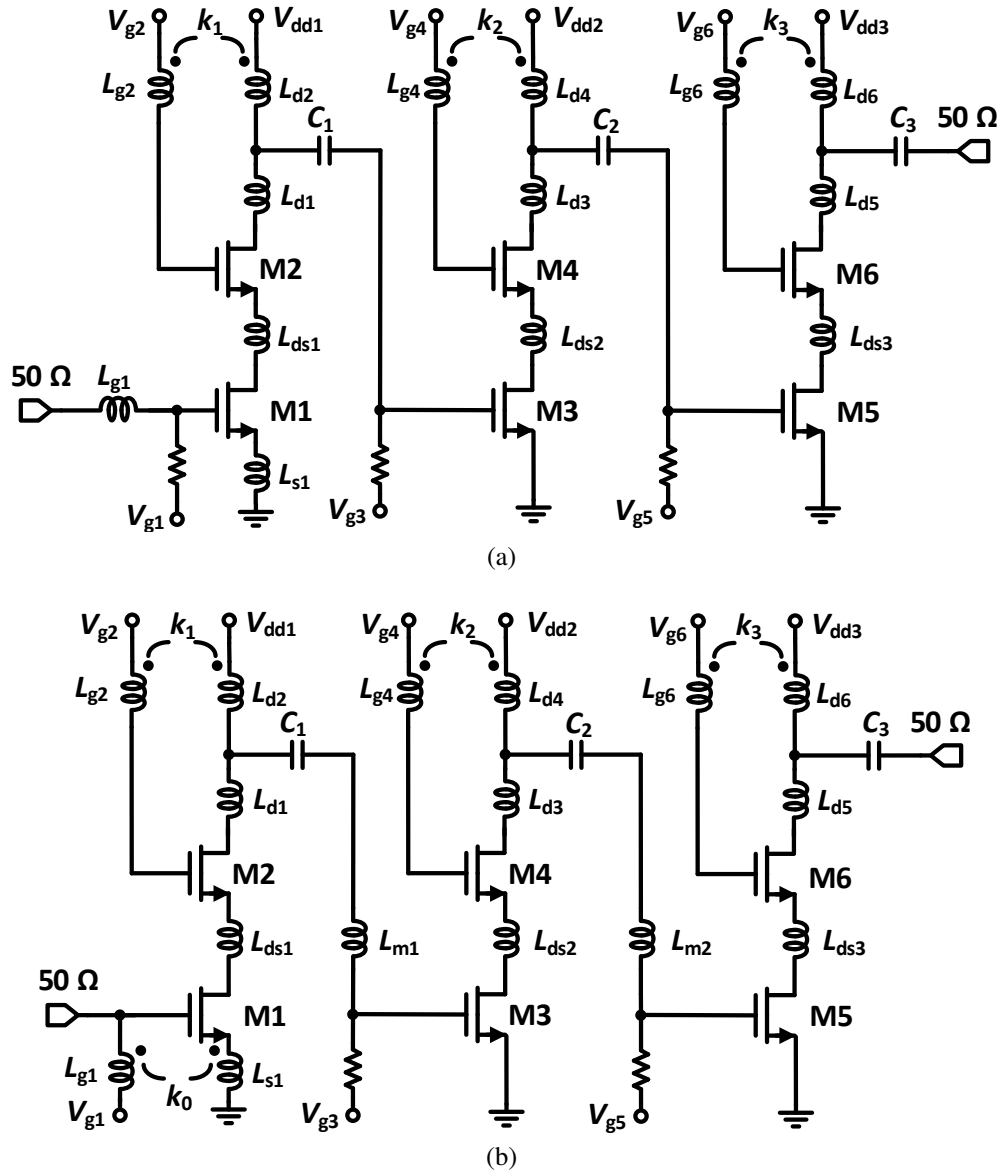 Vg2 k1 Vdd1 Vg4 k2 Vdd2 Vg6 k3 Vdd3
Lg2 Ld2 Lg4 Ld4 Lg6 Ld6
C1 C2 C3 50 Ω
Ld1 Ld3 Ld5
M2 M4 M6
Lds1 Lds2 Lds3
50 Ω Lg1
M1 M3 M5
Ls1
Vg1 Vg3 Vg5
(a)
Vg2 k1 Vdd1 Vg4 k2 Vdd2 Vg6 k3 Vdd3
Lg2 Ld2 Lg4 Ld4 Lg6 Ld6
C1 C2 C3 50 Ω
Ld1 Ld3 Ld5
M2 M4 M6
Lds1 Lm1 Lds2 Lm2 Lds3
50 Ω
M1 M3 M5
Lg1 k0 Ls1
Vg1 Vg3 Vg5
(b)